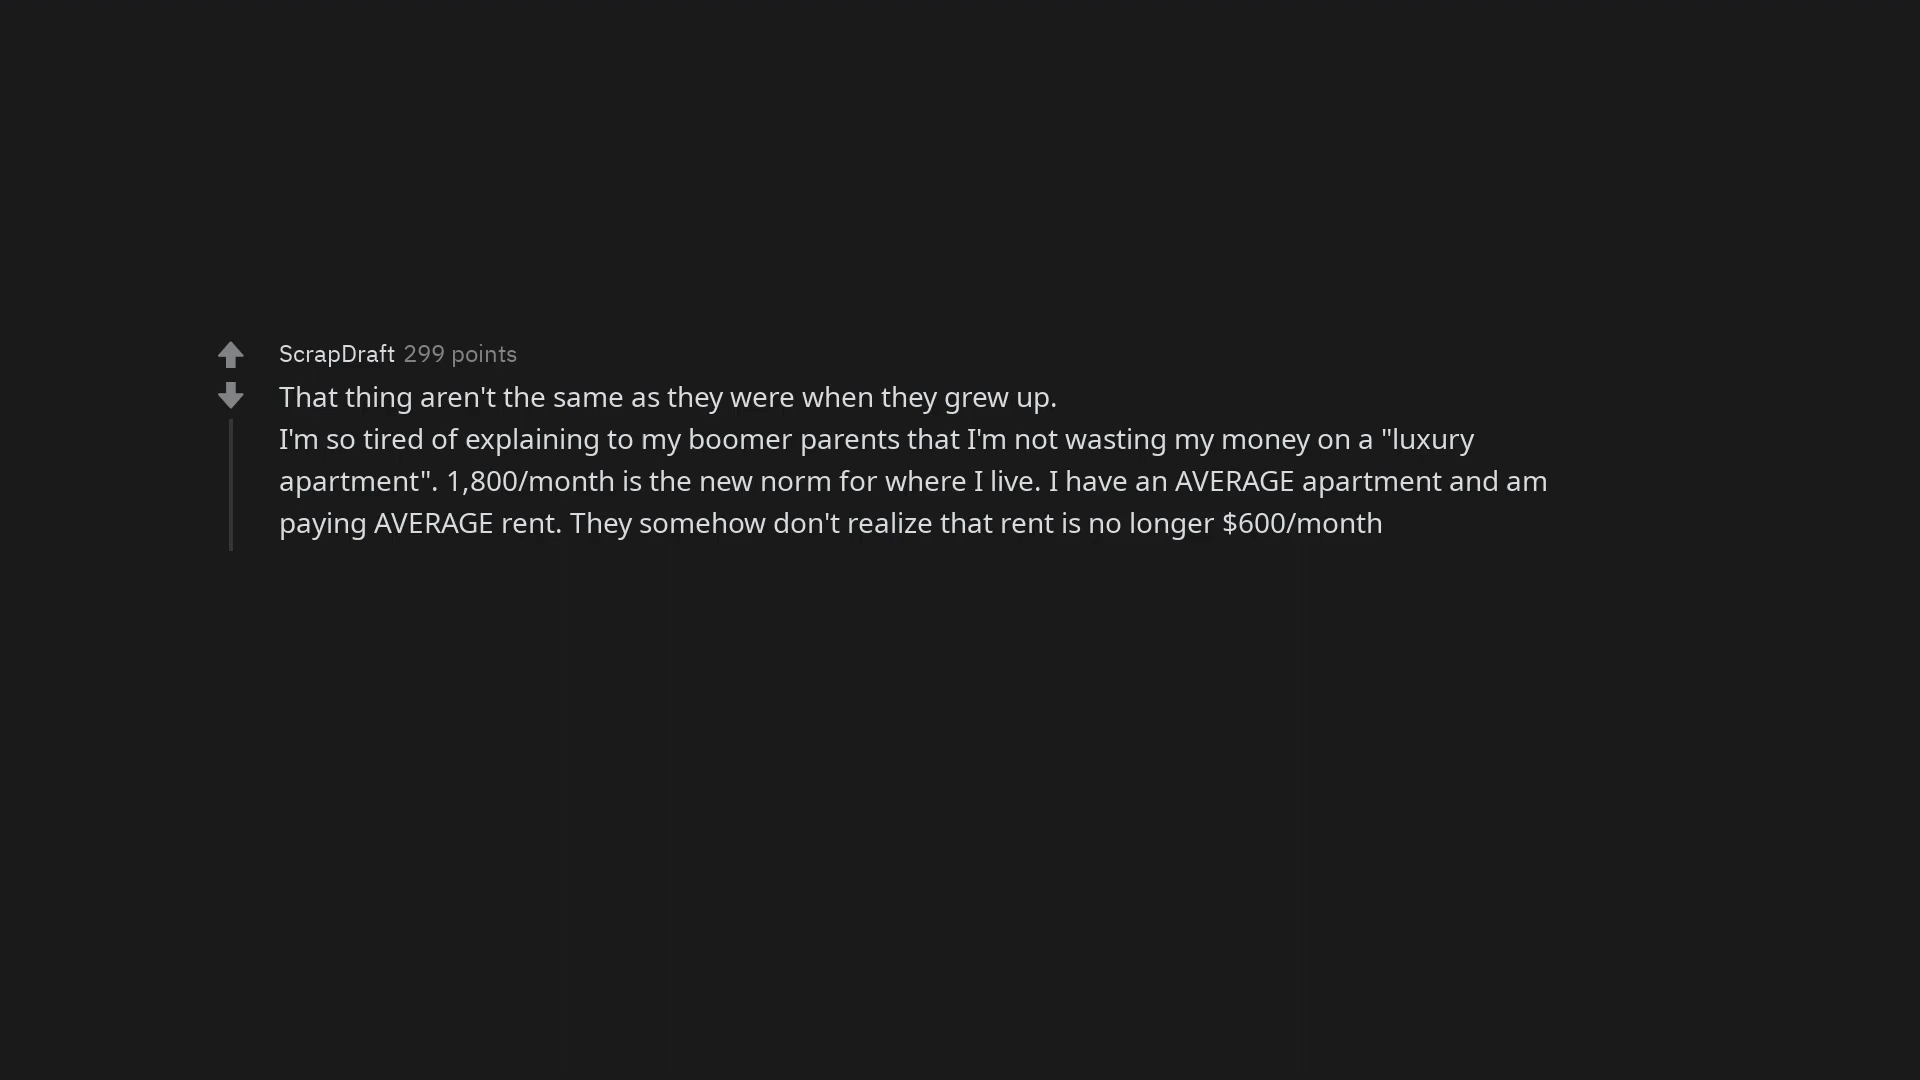 ScrapDraft 299 points
That thing aren't the same as they were when they grew up.
I'm so tired of explaining to my boomer parents that I'm not wasting my money on a "luxury
apartment". 1,800/month is the new norm for where I live. I have an AVERAGE apartment and am
paying AVERAGE rent. They somehow don't realize that rent is no longer $600/month